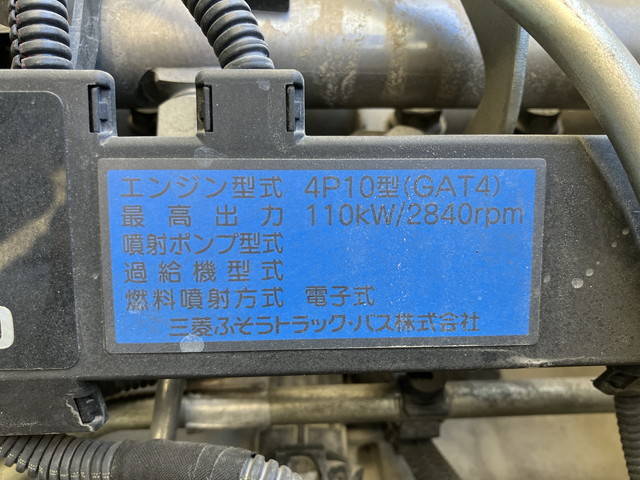 エンジン型式 4P10型(GAT4)
最高出力 110kW/2840rpm
噴射ポンプ型式
過給機型式
燃料噴射方式 電子式
三菱ふそうトラック・バス株式会社